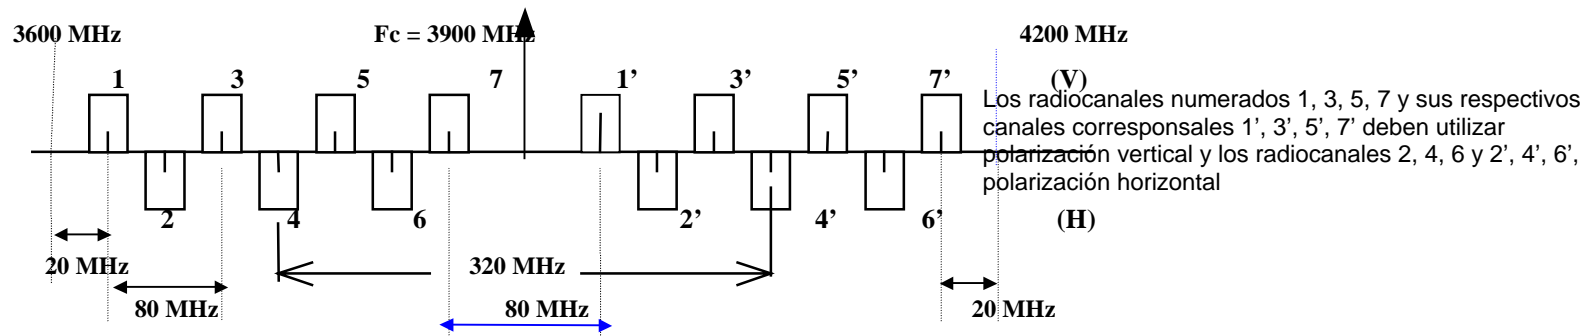 3600 MHz Fc = 3900 MHz 4200 MHz
1 3 5 7 1’ 3’ 5’ 7’ (V)
Los radiocanales numerados 1, 3, 5, 7 y sus respectivos
canales corresponsales 1’, 3’, 5’, 7’ deben utilizar
polarización vertical y los radiocanales 2, 4, 6 y 2’, 4’, 6’,
polarización horizontal
2 4 6 2’ 4’ 6’ (H)
20 MHz 320 MHz
80 MHz 80 MHz 20 MHz